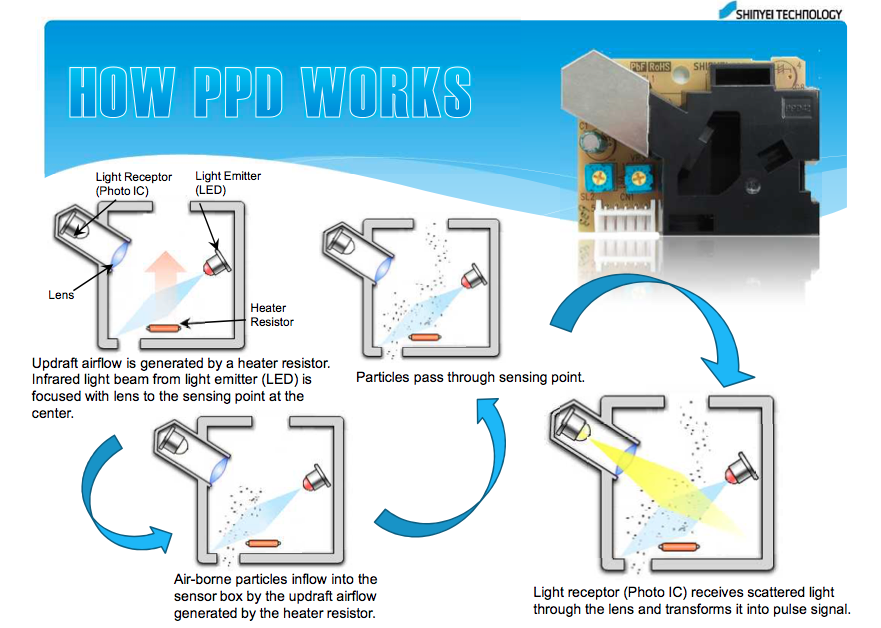 SHINYEI TECHNOLOGY
HOW PPD WORKS
PbF RoHS
SL2
CN1
Light Receptor
(Photo IC)
Light Emitter
(LED)
Lens
Heater
Resistor
Updraft airflow is generated by a heater resistor.
Infrared light beam from light emitter (LED) is
focused with lens to the sensing point at the
center.
Particles pass through sensing point.
Air-borne particles inflow into the
sensor box by the updraft airflow
generated by the heater resistor.
Light receptor (Photo IC) receives scattered light
through the lens and transforms it into pulse signal.